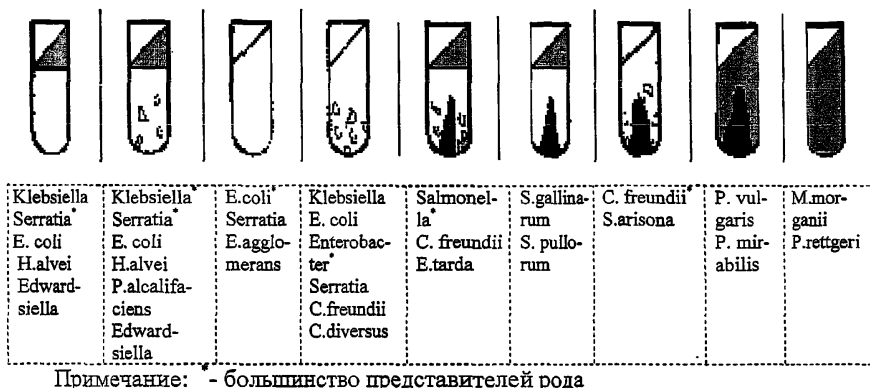 Klebsiella
Serratia*
E. coli
H.alvei
Edward-
siella
Klebsiella*
Serratia*
E. coli
H.alvei
P.alcalifa-
ciens
Edward-
siella
E.coli*
Serratia
E.agglo-
merans
Klebsiella
E. coli
Enterobac-
ter*
Serratia
C.freundii
C.diversus
Salmonel-
la*
C. freundii
E.tarda
S.gallina-
rum
S. pullo-
rum
C. freundii*
S.arisona
P. vul-
garis
P. mir-
abilis
M.mor-
ganii
P.rettgeri
Примечание: *- большинство представителей рода